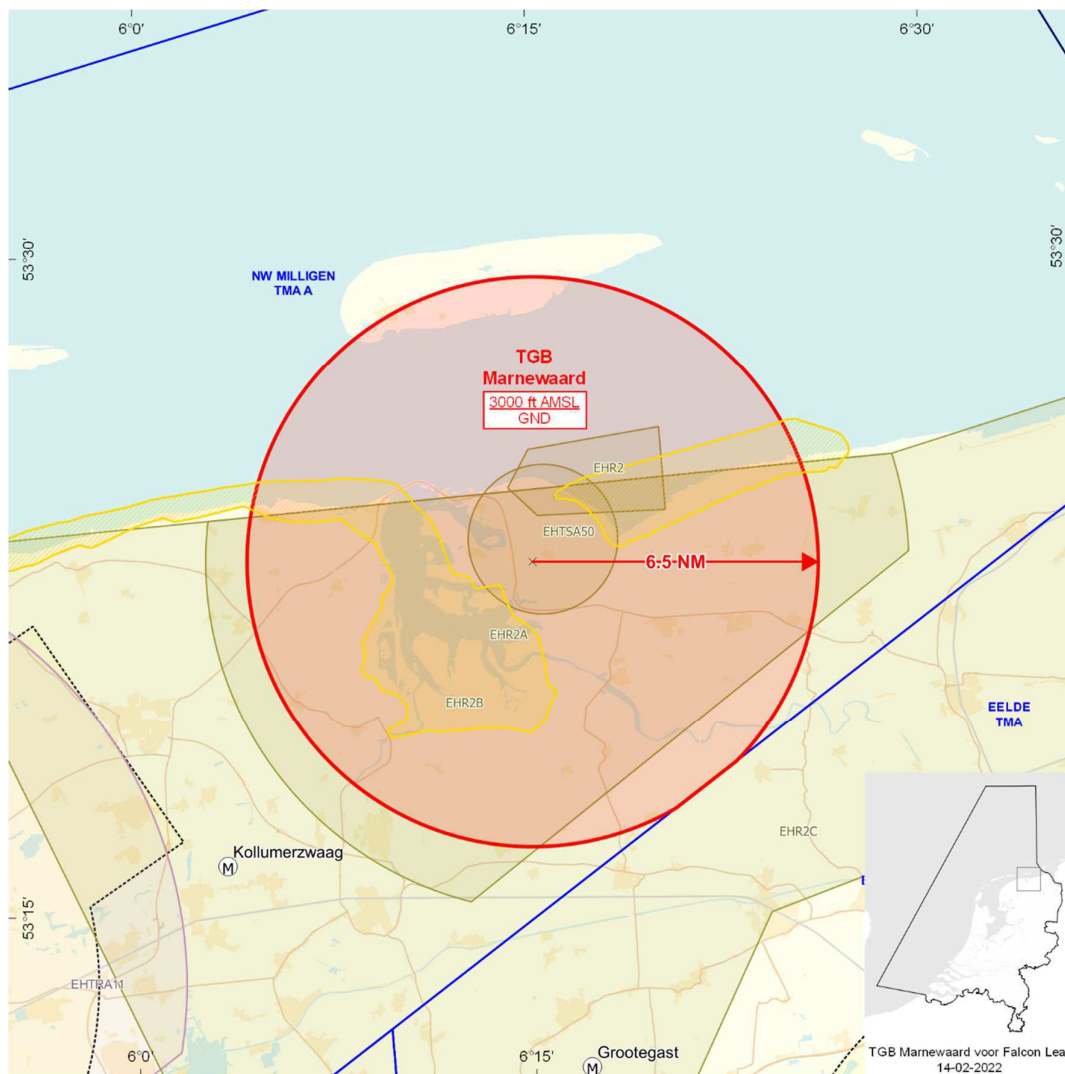 6°0'
6°15'
6°30'
53°30'
53°30'
NW MILLIGEN
TMA A
TGB
Marnewaard
3000 ft AMSL
GND
EHR2
EHTSA50
6.5 NM
EHR2A
EHR2B
EELDE
TMA
EHR2C
M
Kollumerzwaag
53°15'
EHTRA11
6°0'
6°15'
M
Grootegast
TGB Marnewaard voor Falcon Lea
14-02-2022